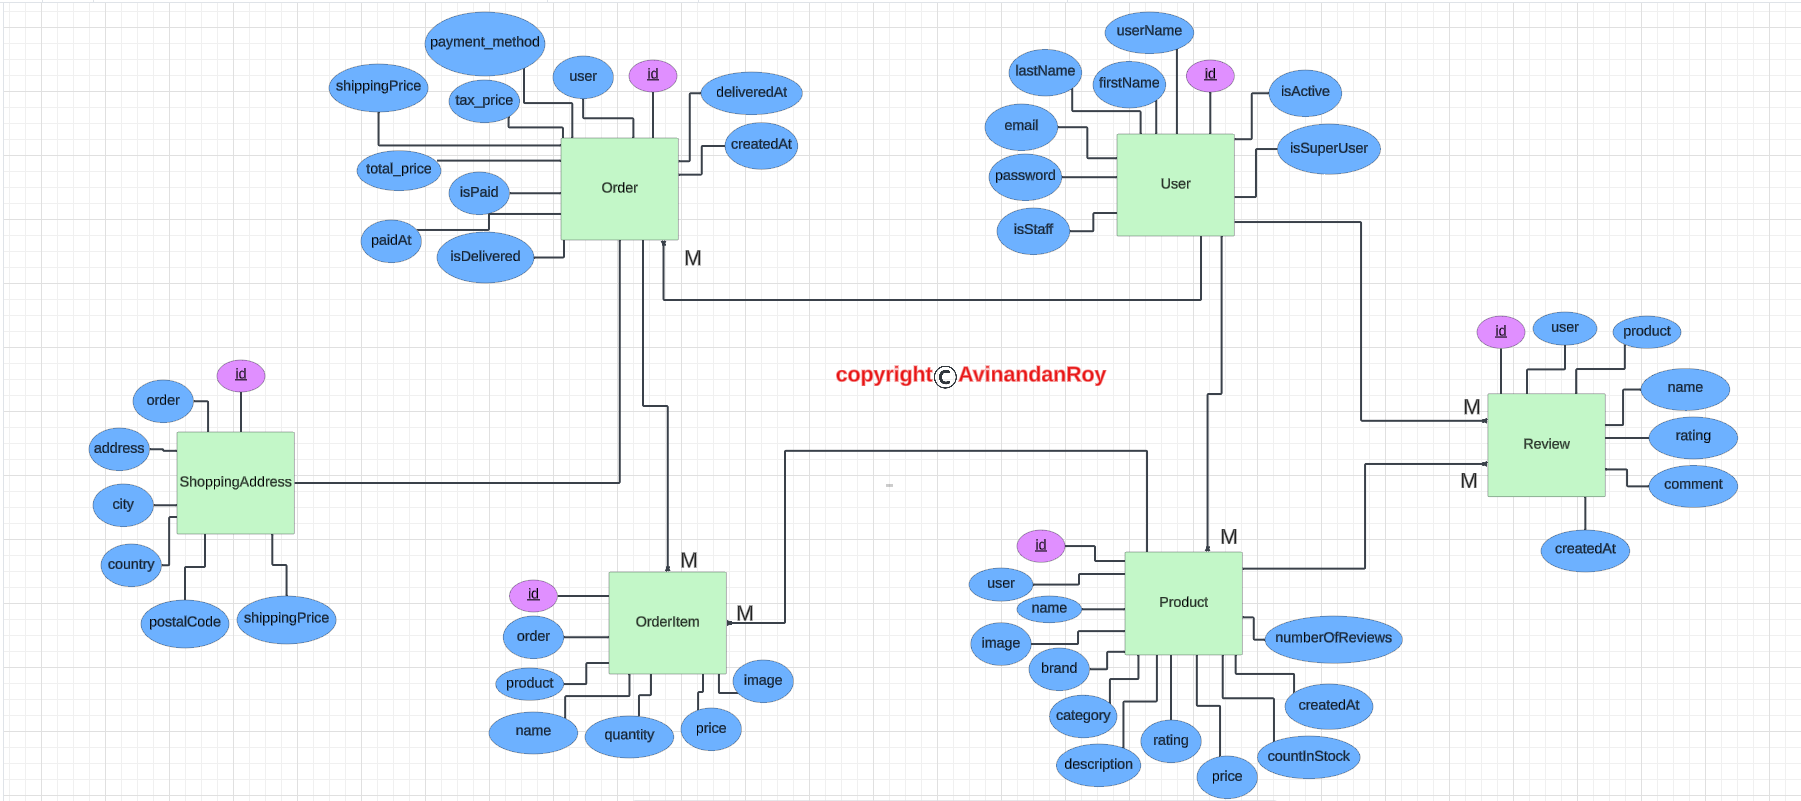 payment_method
shippingPrice
tax_price
user
id
deliveredAt
createdAt
total_price
isPaid
paidAt
isDelivered
Order
M
userName
lastName
firstName
id
isActive
email
isSuperUser
password
isStaff
User
copyright © AvinandanRoy
id
user
product
name
rating
comment
createdAt
Review
M
M
id
order
address
city
country
postalCode
shippingPrice
ShoppingAddress
M
M
id
order
product
name
quantity
price
image
OrderItem
M
id
user
name
image
brand
category
description
rating
price
countInStock
createdAt
numberOfReviews
Product